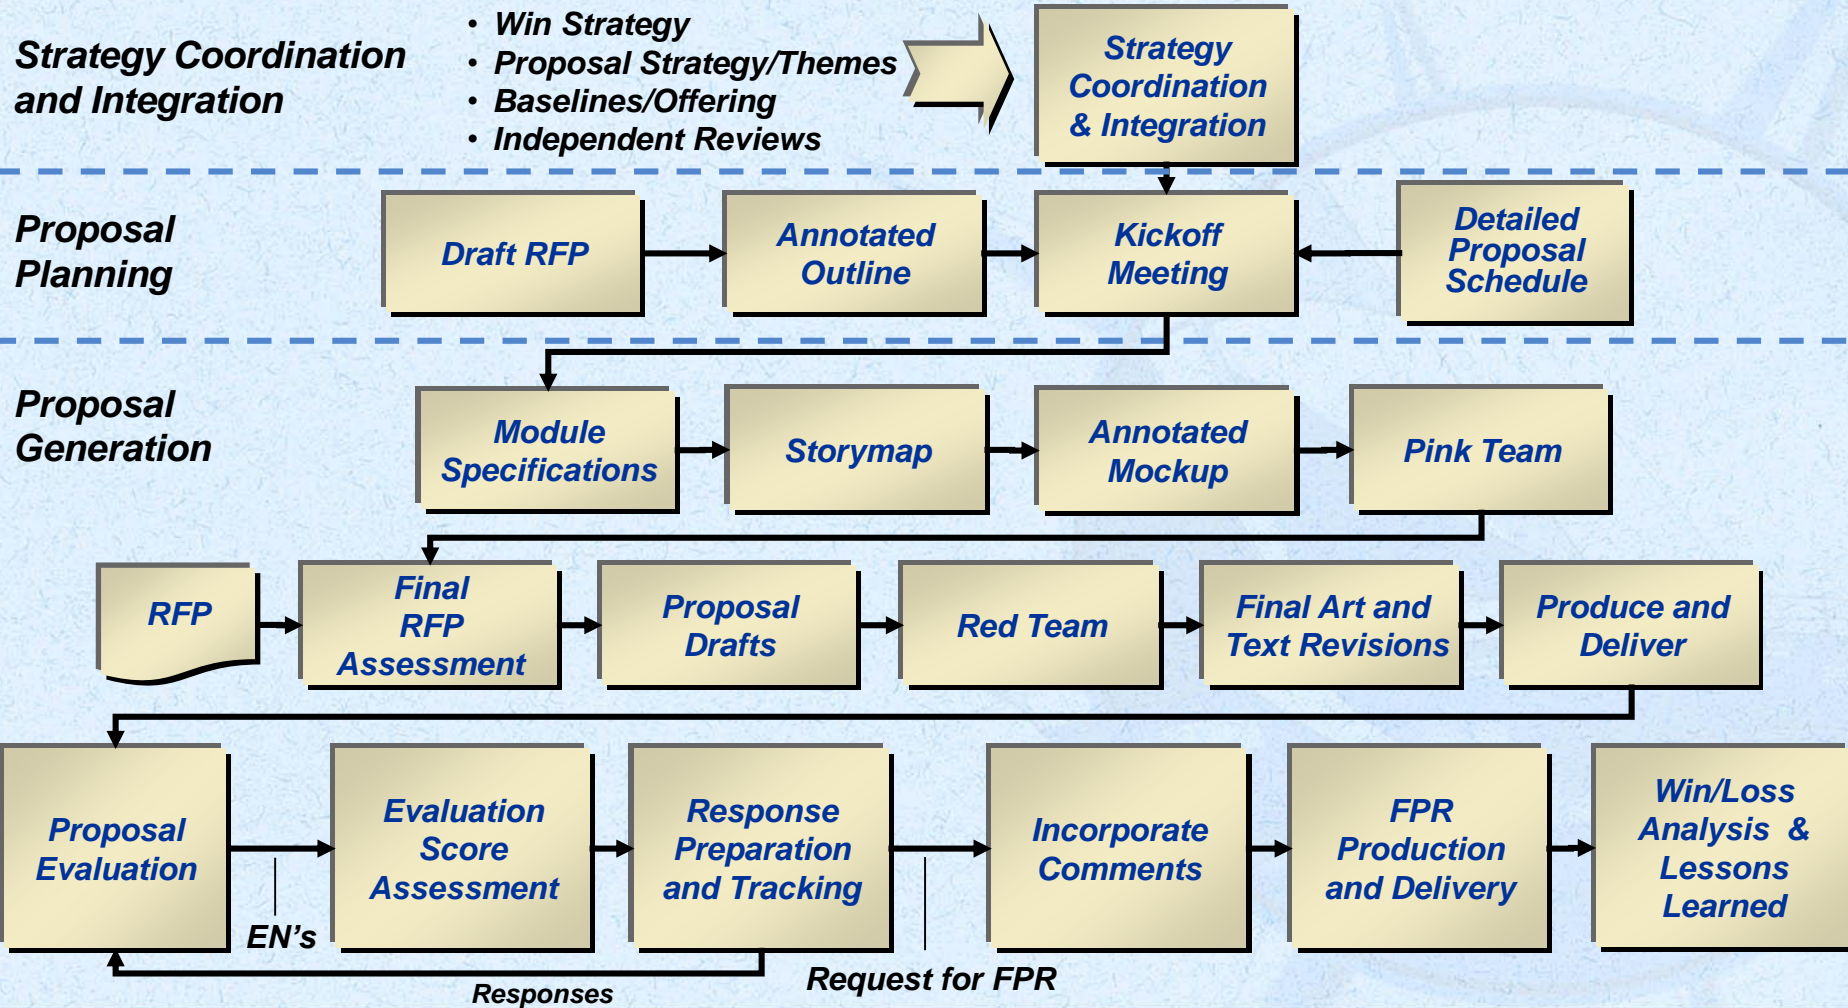 Strategy Coordination
and Integration
• Win Strategy
• Proposal Strategy/Themes
• Baselines/Offering
• Independent Reviews
Strategy
Coordination
& Integration
Proposal
Planning
Draft RFP
Annotated
Outline
Kickoff
Meeting
Detailed
Proposal
Schedule
Proposal
Generation
Module
Specifications
Storymap
Annotated
Mockup
Pink Team
RFP
Final
RFP
Assessment
Proposal
Drafts
Red Team
Final Art and
Text Revisions
Produce and
Deliver
Proposal
Evaluation
EN's
Evaluation
Score
Assessment
Response
Preparation
and Tracking
Responses
Request for FPR
Incorporate
Comments
FPR
Production
and Delivery
Win/Loss
Analysis &
Lessons
Learned